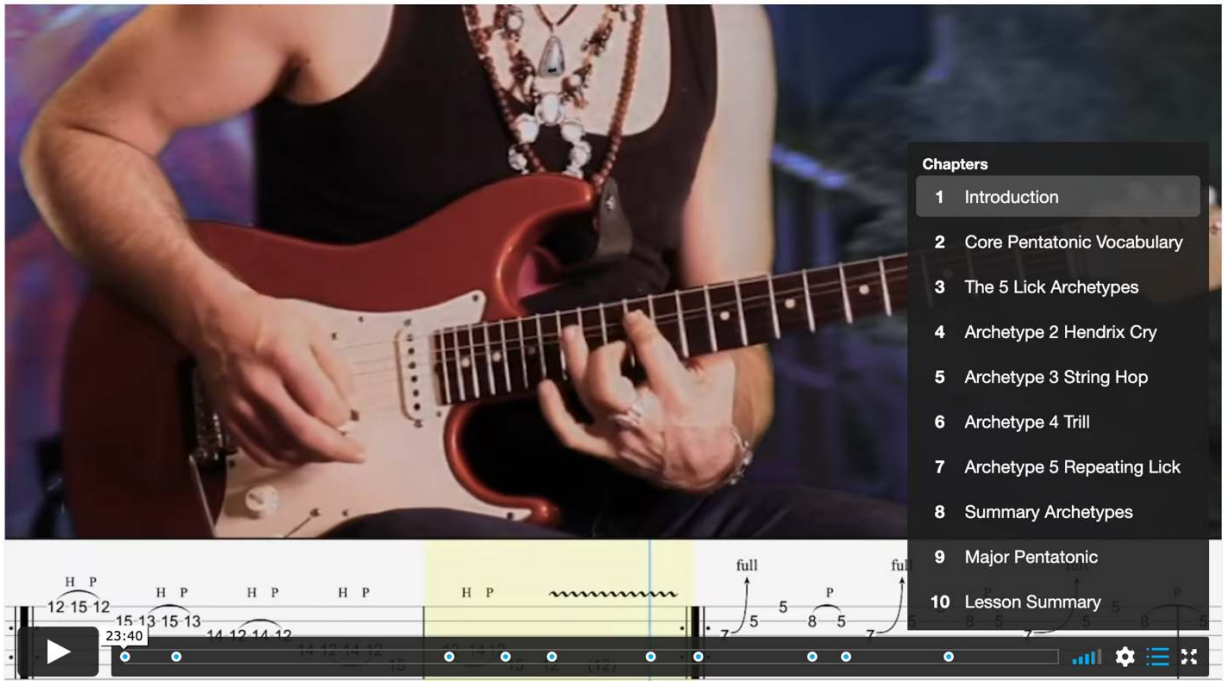 Chapters
1 Introduction
2 Core Pentatonic Vocabulary
3 The 5 Lick Archetypes
4 Archetype 2 Hendrix Cry
5 Archetype 3 String Hop
6 Archetype 4 Trill
7 Archetype 5 Repeating Lick
8 Summary Archetypes
9 Major Pentatonic
10 Lesson Summary
full full
H P H P H P H P H P P
12 15 12
15 13 15 13
14 12 14 12
14 12 14 12
5 5
5 8 5
7 7
23:40